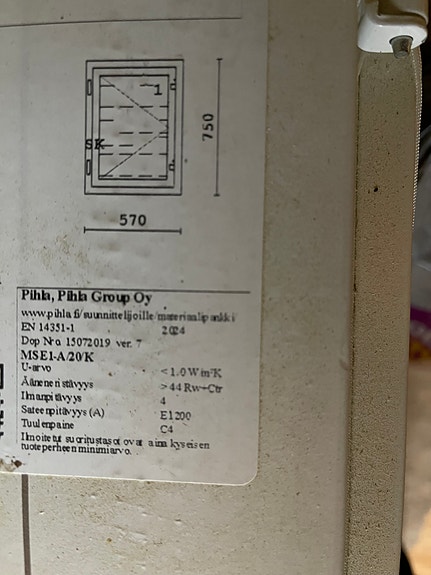 1
SK
750
570
Pihla, Pihla Group Oy
www.pihla.fi/suunnittelijoille/materiaalipankki
EN 14351-1 2024
Dop Nro 15072019 ver. 7
MSE1-A/20/K
U-arvo <1.0 W/m²K
Ääneneristävyys >44 Rw+Ctr
Ilmanpitävyys 4
Sateenpitävyys (A) E1200
Tuulenpaine C4
Ilmoitetut suoritustasot ovat aina kyseisen
tuoteperheen minimiarvo.